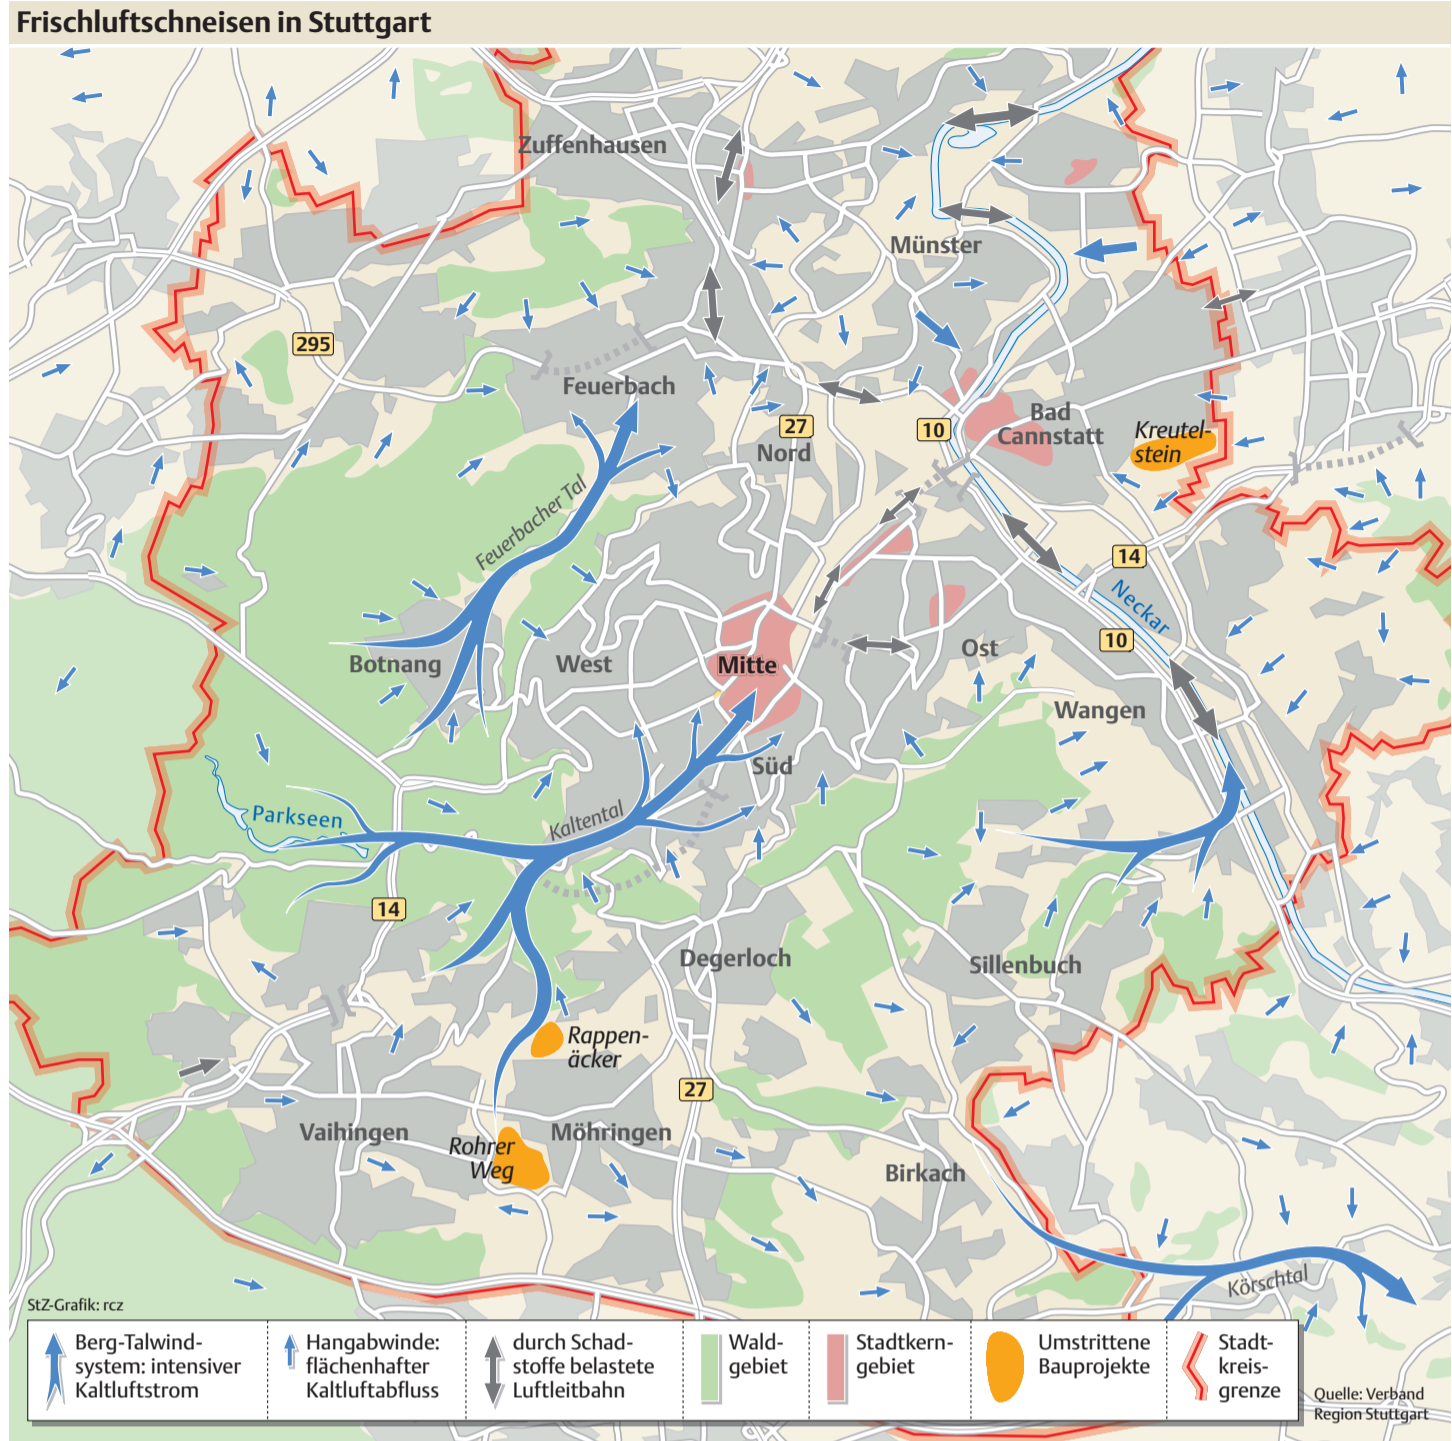 Frischluftschneisen in Stuttgart
Zuffenhausen
Münster
295
Feuerbach
27
Nord
10
Bad
Cannstatt
Kreutel-
stein
Feuerbacher Tal
14
Neckar
10
Botnang
West
Mitte
Ost
Wangen
Süd
Parkseen
Kaltental
14
Degerloch
Sillenbuch
Rappen-
äcker
27
Vaihingen
Rohrer
Weg
Möhringen
Birkach
Körschtal
StZ-Grafik: rcz
Berg-Talwind-
system: intensiver
Kaltluftstrom
Hangabwinde:
flächenhafter
Kaltluftabfluss
durch Schad-
stoffe belastete
Luftleitbahn
Wald-
gebiet
Stadtkern-
gebiet
Umstrittene
Bauprojekte
Stadt-
kreis-
grenze
Quelle: Verband
Region Stuttgart